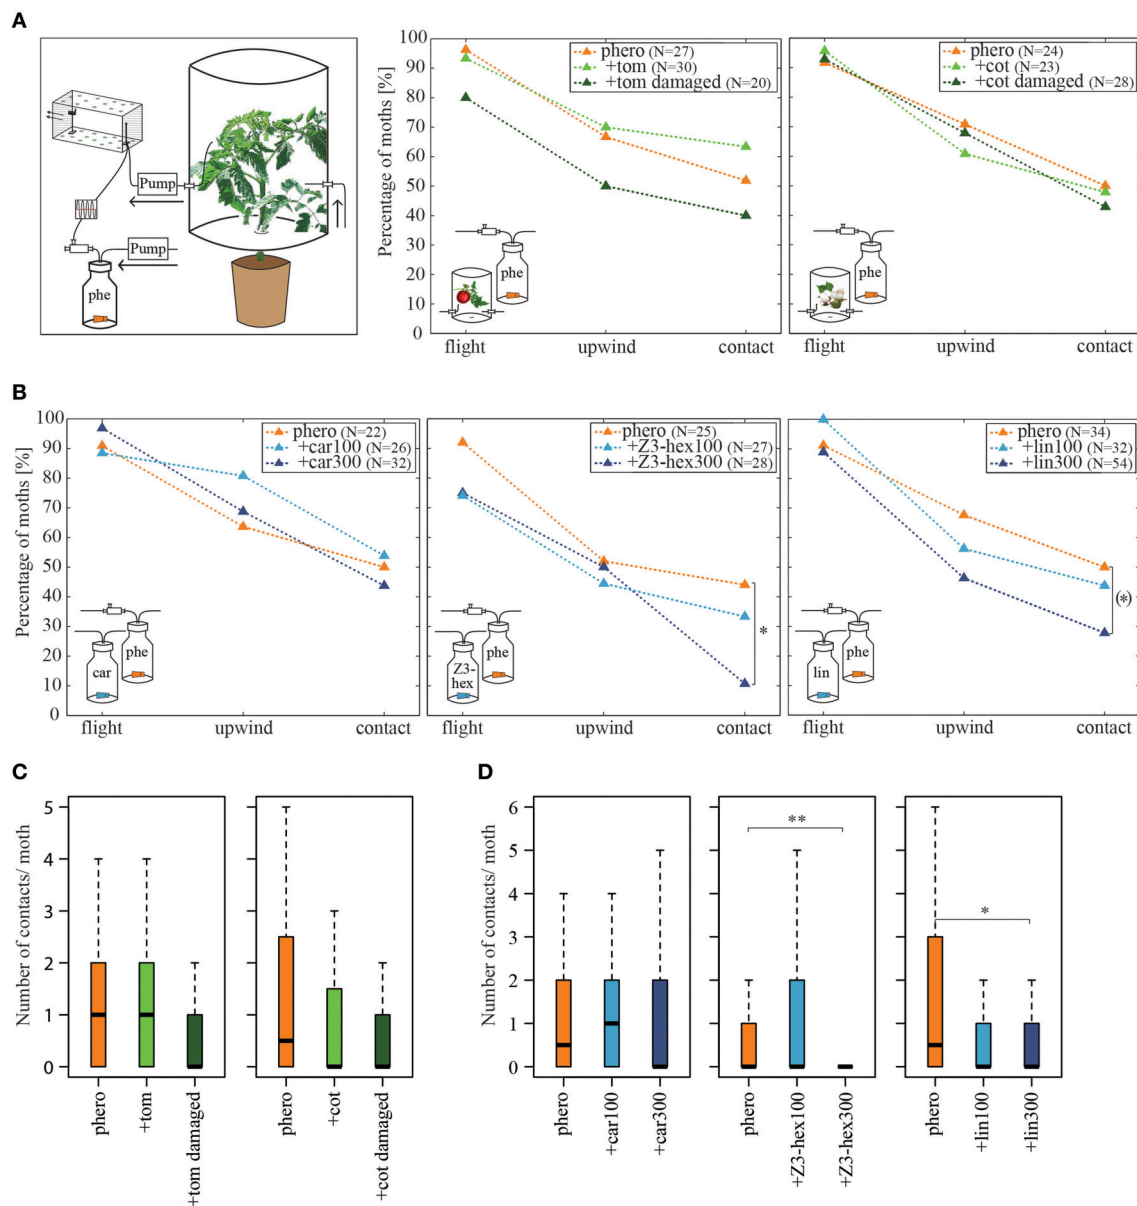 A
Pump
Pump
phe
Percentage of moths [%]
100
90
80
70
60
50
40
30
20
10
0
phero (N=27)
+tom (N=30)
+tom damaged (N=20)
phe
flight
upwind
contact
phero (N=24)
+cot (N=23)
+cot damaged (N=28)
phe
flight
upwind
contact
B
Percentage of moths [%]
100
90
80
70
60
50
40
30
20
10
0
phero (N=22)
+car100 (N=26)
+car300 (N=32)
car
phe
flight
upwind
contact
phero (N=25)
+Z3-hex100 (N=27)
+Z3-hex300 (N=28)
*
Z3-
hex
phe
flight
upwind
contact
phero (N=34)
+lin100 (N=32)
+lin300 (N=54)
(*)
lin
phe
flight
upwind
contact
C
Number of contacts/ moth
5
4
3
2
1
0
phero
+tom
+tom damaged
phero
+cot
+cot damaged
D
Number of contacts/ moth
6
5
4
3
2
1
0
phero
+car100
+car300
**
phero
+Z3-hex100
+Z3-hex300
*
phero
+lin100
+lin300